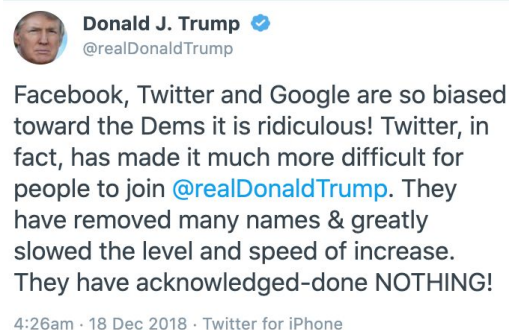 Donald J. Trump
@realDonaldTrump
Facebook, Twitter and Google are so biased
toward the Dems it is ridiculous! Twitter, in
fact, has made it much more difficult for
people to join @realDonaldTrump. They
have removed many names & greatly
slowed the level and speed of increase.
They have acknowledged-done NOTHING!
4:26am · 18 Dec 2018 · Twitter for iPhone